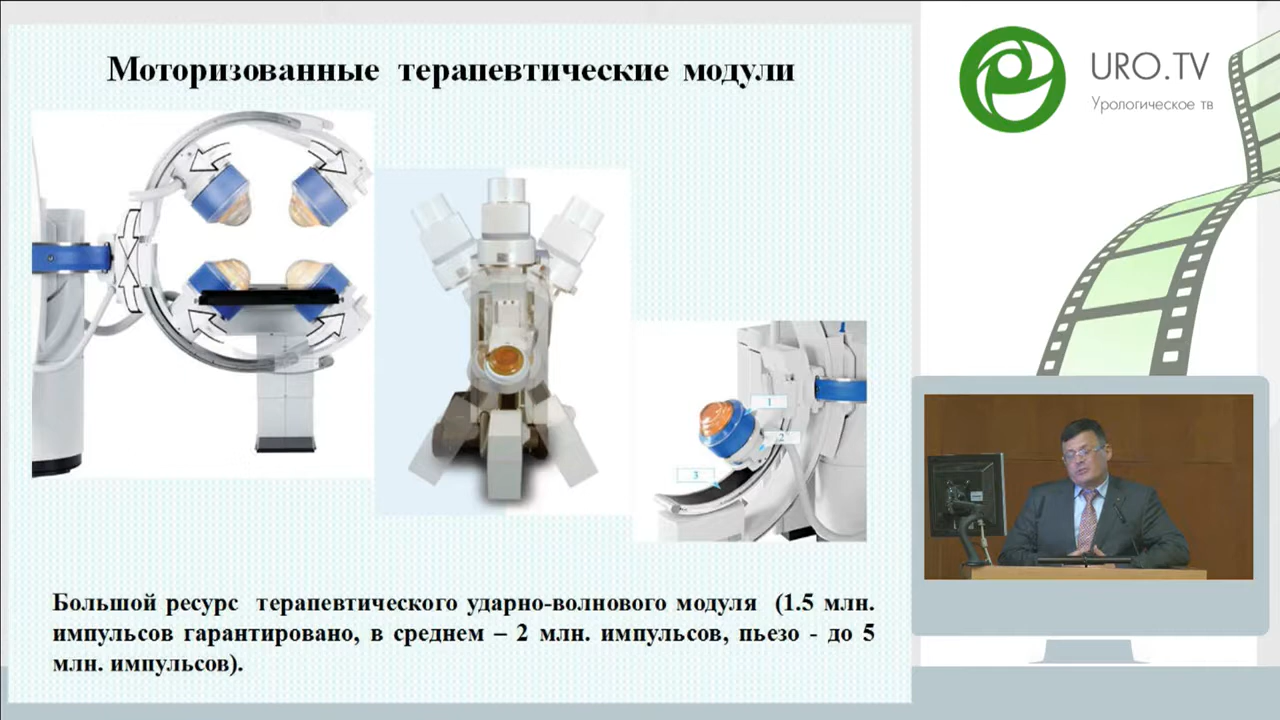 Моторизованные терапевтические модули
URO.TV
Урологическое тв
1
2
3
Большой ресурс терапевтического ударно-волнового модуля (1.5 млн.
импульсов гарантировано, в среднем – 2 млн. импульсов, пьезо - до 5
млн. импульсов).